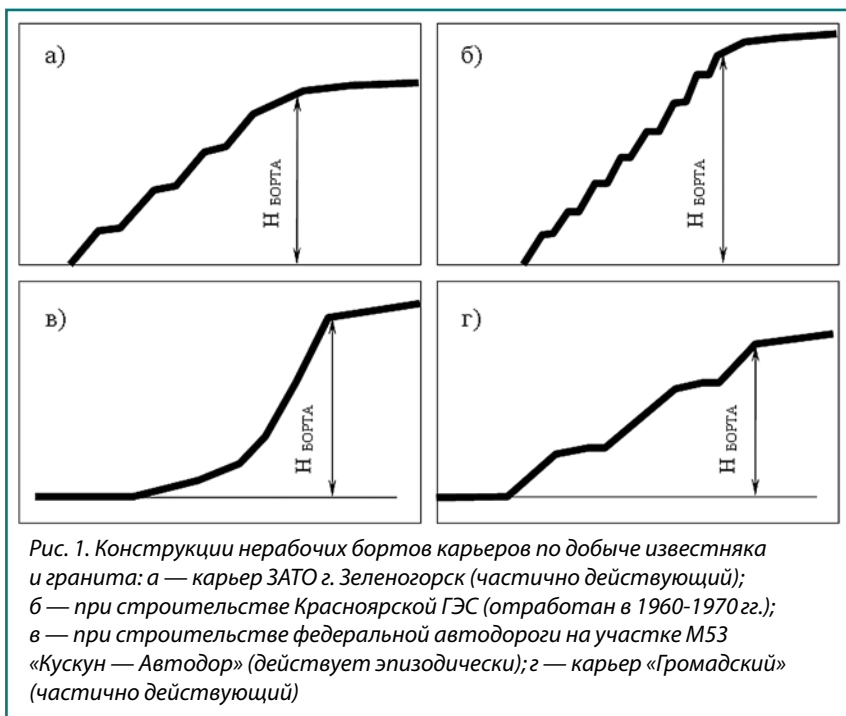 а)
Н БОРТА
б)
Н БОРТА
в)
Н БОРТА
г)
Н БОРТА
Рис. 1. Конструкции нерабочих бортов карьеров по добыче известняка
и гранита: а — карьер ЗАТО г. Зеленогорск (частично действующий);
б — при строительстве Красноярской ГЭС (отработан в 1960-1970 гг.);
в — при строительстве федеральной автодороги на участке М53
«Кускун — Автодор» (действует эпизодически); г — карьер «Громадский»
(частично действующий)